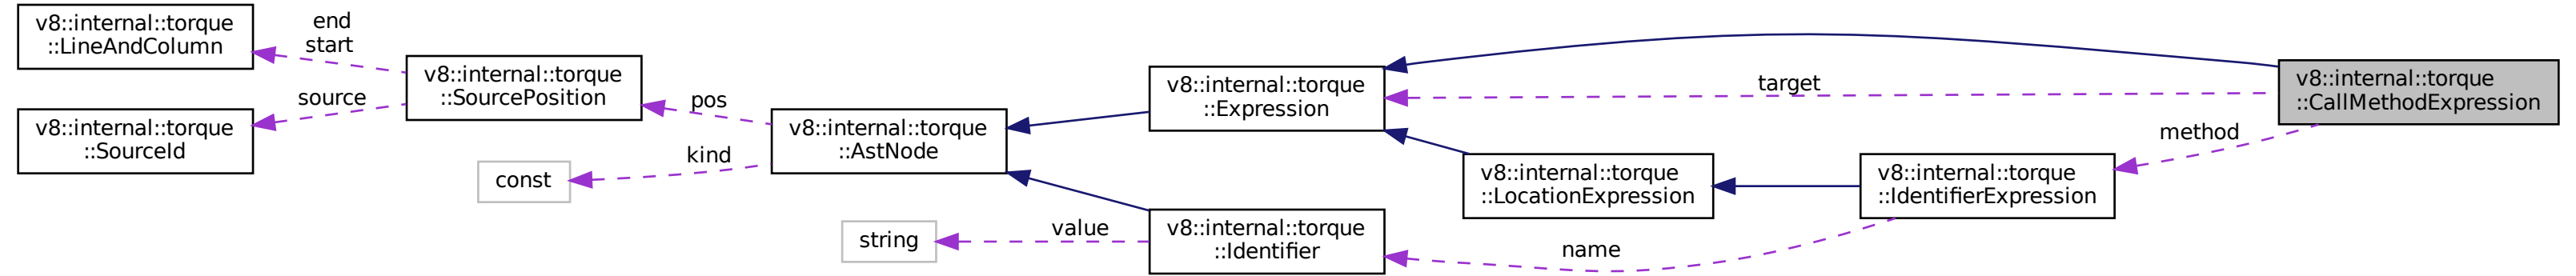 v8::internal::torque
::LineAndColumn
end
start
v8::internal::torque
::SourcePosition
source
v8::internal::torque
::SourceId
pos
v8::internal::torque
::AstNode
kind
const
v8::internal::torque
::Expression
target
v8::internal::torque
::CallMethodExpression
method
v8::internal::torque
::LocationExpression
v8::internal::torque
::IdentifierExpression
string
value
v8::internal::torque
::Identifier
name